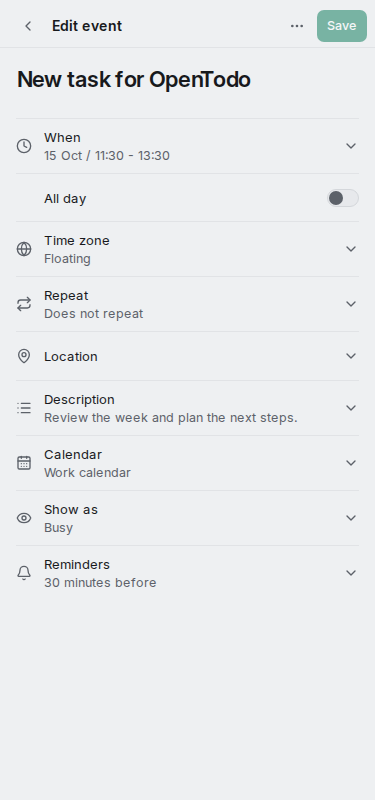 Edit event
Save
New task for OpenTodo
When
15 Oct / 11:30 - 13:30
All day
Time zone
Floating
Repeat
Does not repeat
Location
Description
Review the week and plan the next steps.
Calendar
Work calendar
Show as
Busy
Reminders
30 minutes before